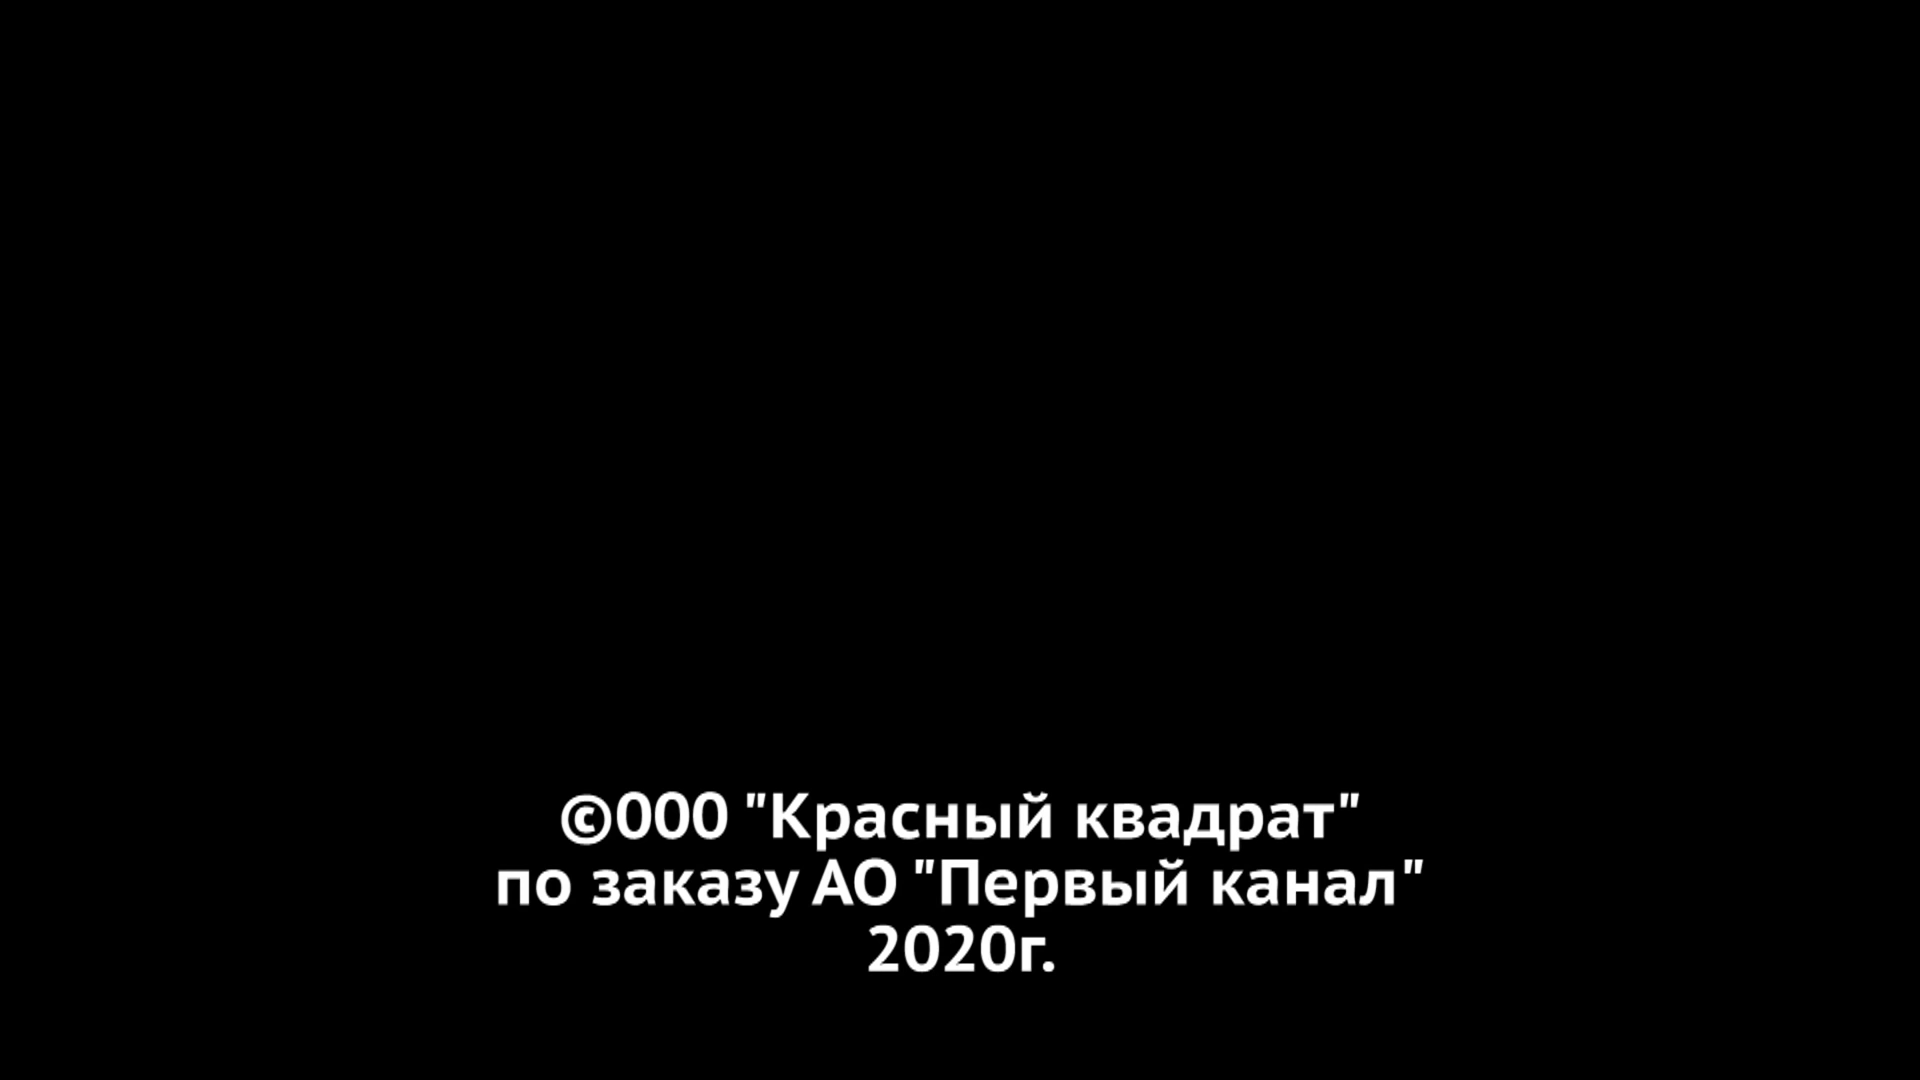 ©000 "Красный квадрат"
по заказу АО "Первый канал"
2020г.